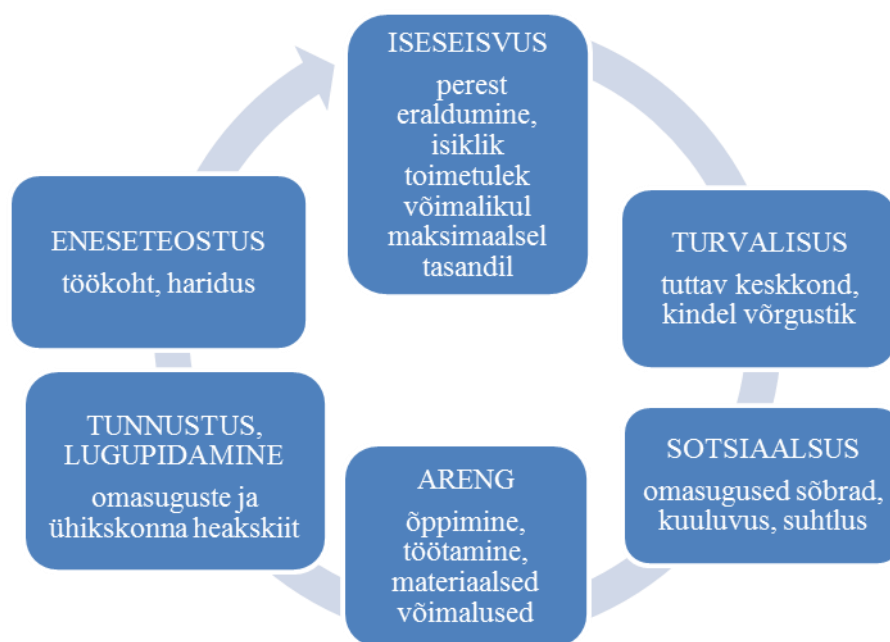 ISESEISVUS
perest
eraldumine,
isiklik
toimetulek
võimalikul
maksimaalsel
tasandil
TURVALISUS
tuttav keskkond,
kindel võrgustik
SOTSIAALSUS
omasugused sõbrad,
kuuluvus, suhtlus
ARENG
õppimine,
töötamine,
materiaalsed
võimalused
TUNNUSTUS,
LUGUPIDAMINE
omasuguste ja
ühikskonna heakskiit
ENESETEOSTUS
töökoht, haridus